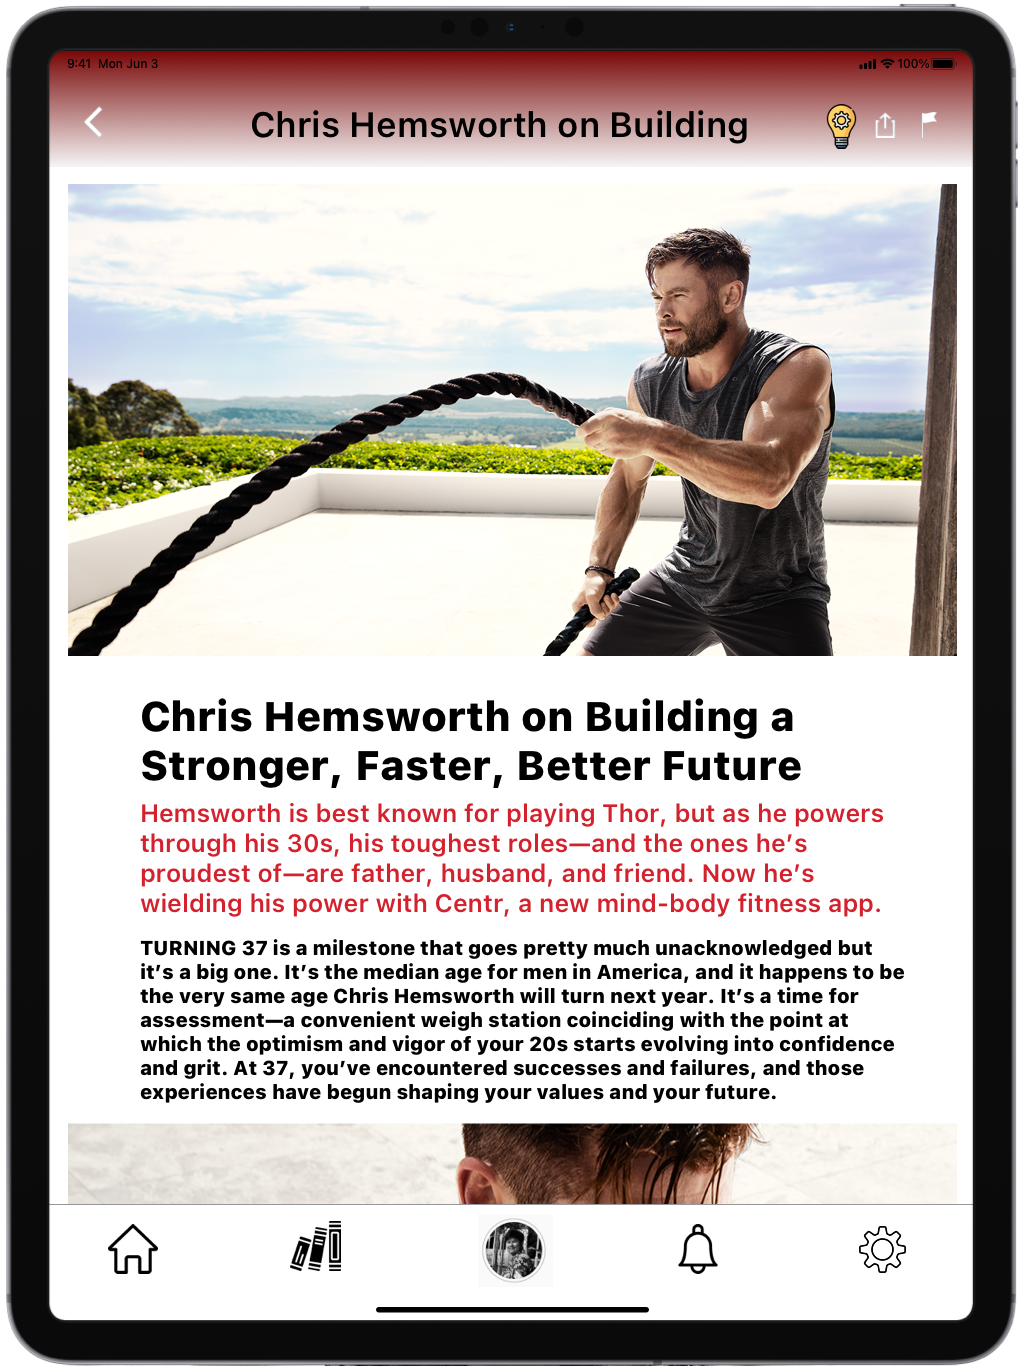 9:41 Mon Jun 3
100%
Chris Hemsworth on Building
Chris Hemsworth on Building a
Stronger, Faster, Better Future
Hemsworth is best known for playing Thor, but as he powers
through his 30s, his toughest roles—and the ones he’s
proudest of—are father, husband, and friend. Now he’s
wielding his power with Centr, a new mind-body fitness app.
TURNING 37 is a milestone that goes pretty much unacknowledged but
it’s a big one. It’s the median age for men in America, and it happens to be
the very same age Chris Hemsworth will turn next year. It’s a time for
assessment—a convenient weigh station coinciding with the point at
which the optimism and vigor of your 20s starts evolving into confidence
and grit. At 37, you’ve encountered successes and failures, and those
experiences have begun shaping your values and your future.